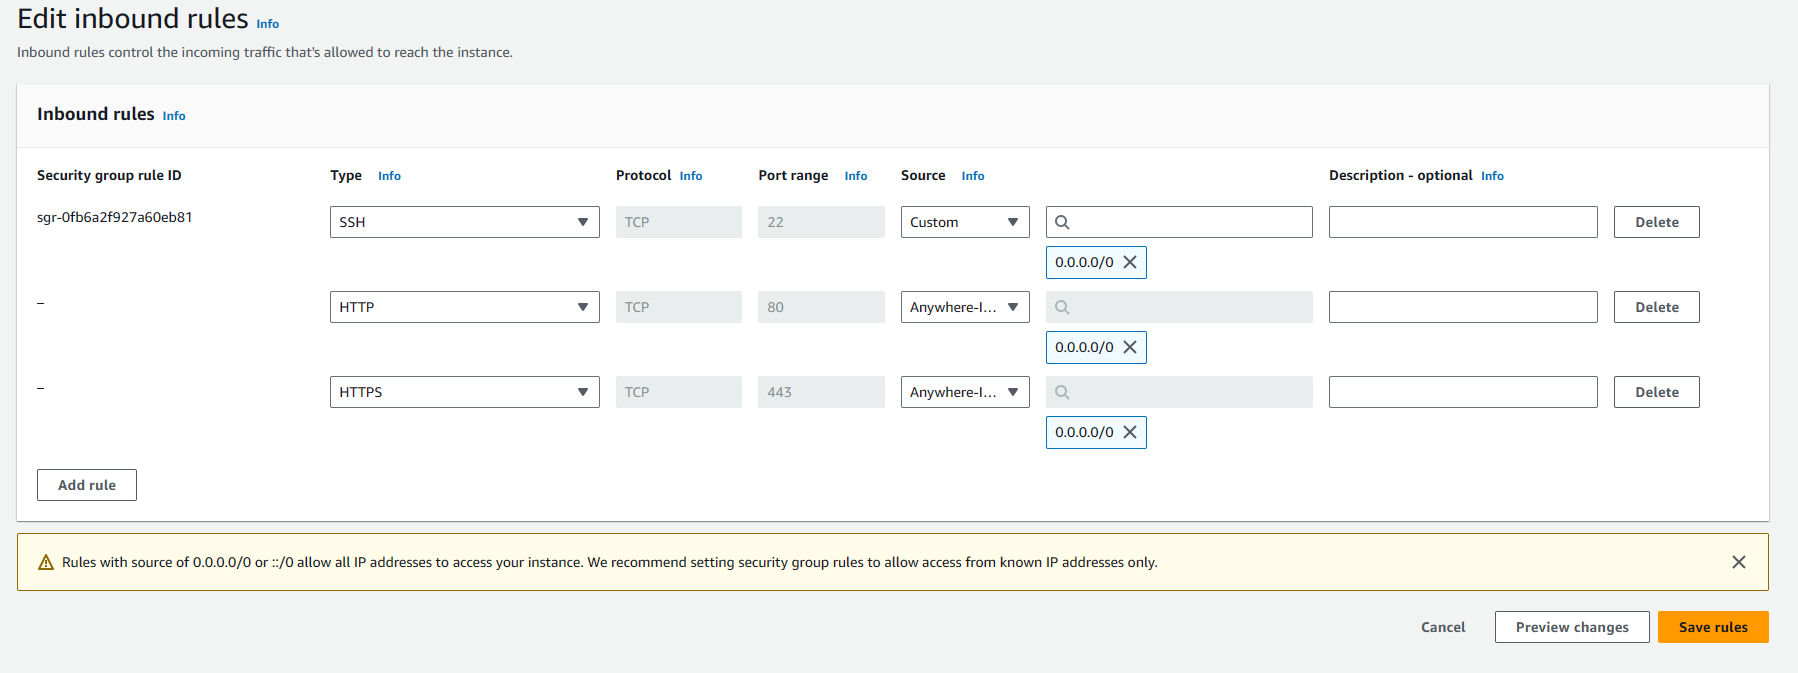 Edit inbound rules Info
Inbound rules control the incoming traffic that's allowed to reach the instance.
Inbound rules Info
Security group rule ID Type Info Protocol Info Port range Info Source Info Description - optional Info
sgr-0fb6a2f927a60eb81 SSH TCP 22 Custom Delete
0.0.0.0/0
– HTTP TCP 80 Anywhere-I... Delete
0.0.0.0/0
– HTTPS TCP 443 Anywhere-I... Delete
0.0.0.0/0
Add rule
Rules with source of 0.0.0.0/0 or ::/0 allow all IP addresses to access your instance. We recommend setting security group rules to allow access from known IP addresses only.
Cancel Preview changes Save rules